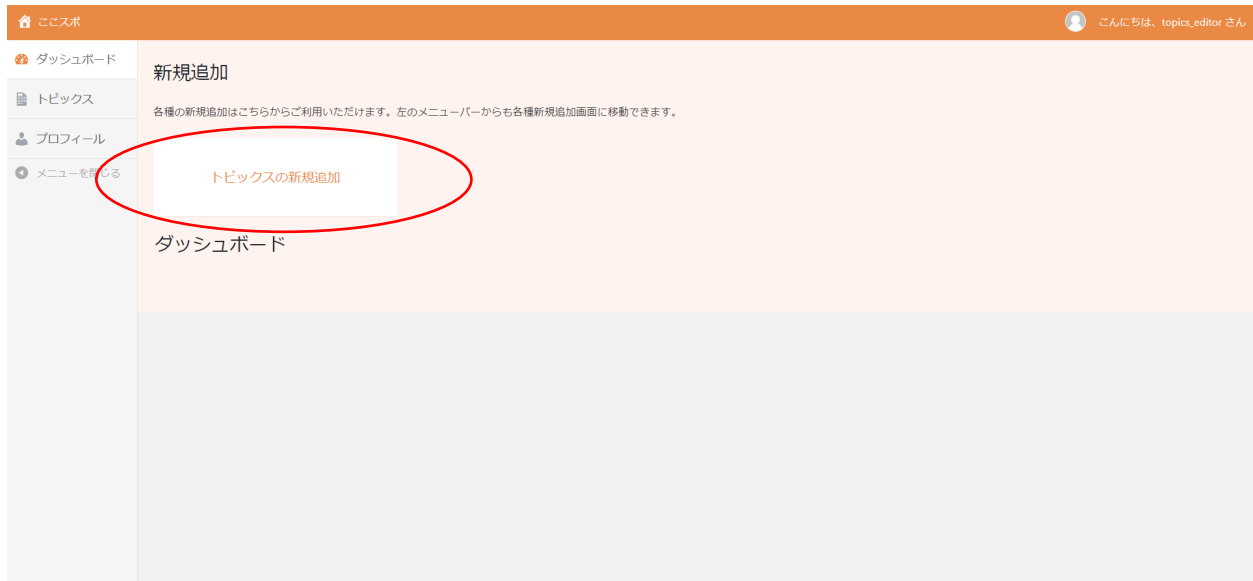 ここスポ
こんにちは、topics_editor さん
ダッシュボード
トピックス
プロフィール
メニューを閉じる
新規追加
各種の新規追加はこちらからご利用いただけます。左のメニューバーからも各種新規追加画面に移動できます。
トピックスの新規追加
ダッシュボード